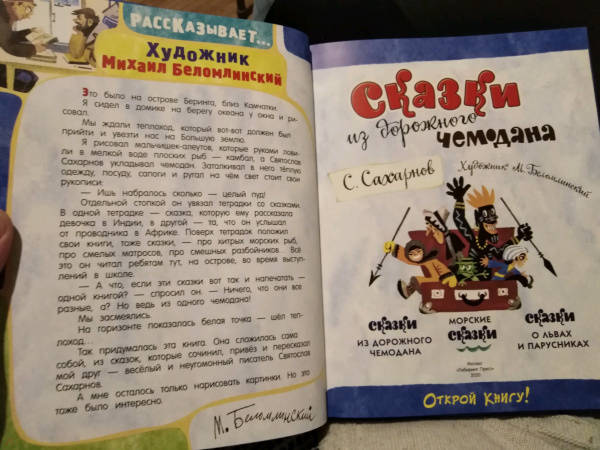 РАССКАЗЫВАЕТ...
ХУДОЖНИК
МИХАИЛ БЕЛОМЛИНСКИЙ
Это было на острове Беринга, близ Камчатки.
Я сидел в домике на берегу океана у окна и ри-
совал.
Мы ждали теплоход, который вот-вот должен был
прийти и увезти нас на Большую землю.
Я рисовал мальчишек-алеутов, которые руками лови-
ли в мелкой воде плоских рыб — камбал, а Святослав
Сахарнов укладывал чемодан. Заталкивал в него тёплую
одежду, посуду, сапоги и ругал на чём свет стоит свои
рукописи:
— Ишь набралось сколько — целый пуд!
Отдельной стопкой он увязал тетрадки со сказками.
В одной тетрадке — сказка, которую ему рассказала
девочка в Индии, в другой — та, что он услышал
от проводника в Африке. Поверх тетрадок положил
свои книги, тоже сказки, — про хитрых морских рыб,
про смелых матросов, про смешных разбойников. Всё
это он читал ребятам тут, на острове, во время высту-
лений в школе.
— А что, если эти сказки вот так и напечатать —
одной книгой? — спросил он. — Ничего, что они все
разные, а? Но ведь из одного чемодана!
Мы засмеялись.
На горизонте показалась белая точка — шёл теп-
лоход...
Так придумалась эта книга. Она сложилась сама
собой, из сказок, которые сочинил, привёз и пересказал
мой друг — весёлый и неугомонный писатель Святослав
Сахарнов.
А мне осталось только нарисовать картинки. Но это
тоже было интересно.
М. Беломлинский
Сказки
из дорожного
чемодана
С. Сахарнов
Художник М. Беломлинский
сказки
ИЗ ДОРОЖНОГО
ЧЕМОДАНА
МОРСКИЕ
сказки
сказки
О ЛЬВАХ
И ПАРУСНИКАХ
Москва
«Лабиринт Пресс»
2020
ОТКРОЙ КНИГУ!